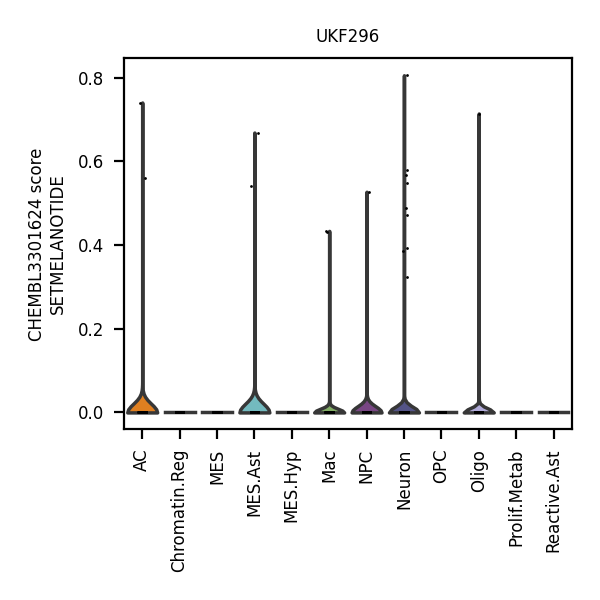 UKF296
CHEMBL3301624 score
SETMELANOTIDE
0.8
0.6
0.4
0.2
0.0
AC
Chromatin.Reg
MES
MES.Ast
MES.Hyp
Mac
NPC
Neuron
OPC
Oligo
Prolif.Metab
Reactive.Ast